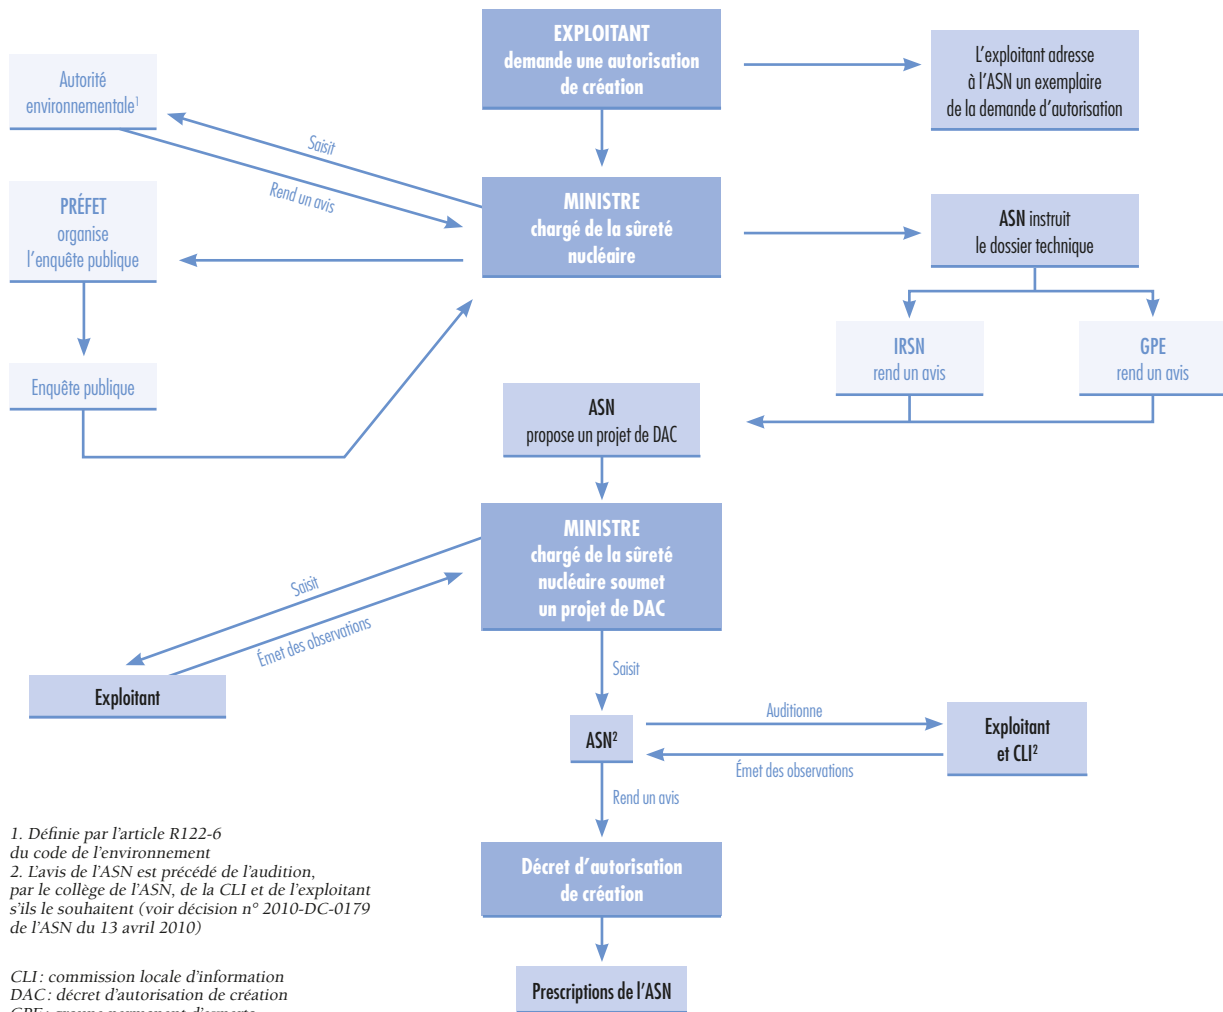 EXPLOITANT
demande une autorisation
de création
L'exploitant adresse
à l'ASN un exemplaire
de la demande d'autorisation
Autorité
environnementale¹
Saisit
Rend un avis
MINISTRE
chargé de la sûreté
nucléaire
PRÉFET
organise
l'enquête publique
ASN instruit
le dossier technique
Enquête publique
IRSN
rend un avis
GPE
rend un avis
ASN
propose un projet de DAC
MINISTRE
chargé de la sûreté
nucléaire soumet
un projet de DAC
Saisit
Émet des observations
Exploitant
Saisit
ASN²
Auditionne
Émet des observations
Exploitant
et CLI²
Rend un avis
Décret d'autorisation
de création
Prescriptions de l'ASN
1. Définie par l'article R122-6
du code de l'environnement
2. L'avis de l'ASN est précédé de l'audition,
par le collège de l'ASN, de la CLI et de l'exploitant
s'ils le souhaitent (voir décision n° 2010-DC-0179
de l'ASN du 13 avril 2010)
CLI : commission locale d'information
DAC : décret d'autorisation de création
GPE : groupe permanent d'experts